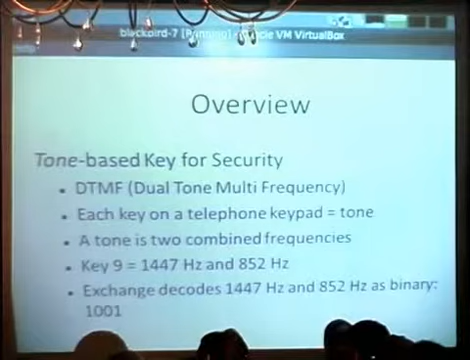 blackbird-7 [Running] - Oracle VM VirtualBox
Overview
Tone-based Key for Security
• DTMF (Dual Tone Multi Frequency)
• Each key on a telephone keypad = tone
• A tone is two combined frequencies
• Key 9 = 1447 Hz and 852 Hz
• Exchange decodes 1447 Hz and 852 Hz as binary:
1001